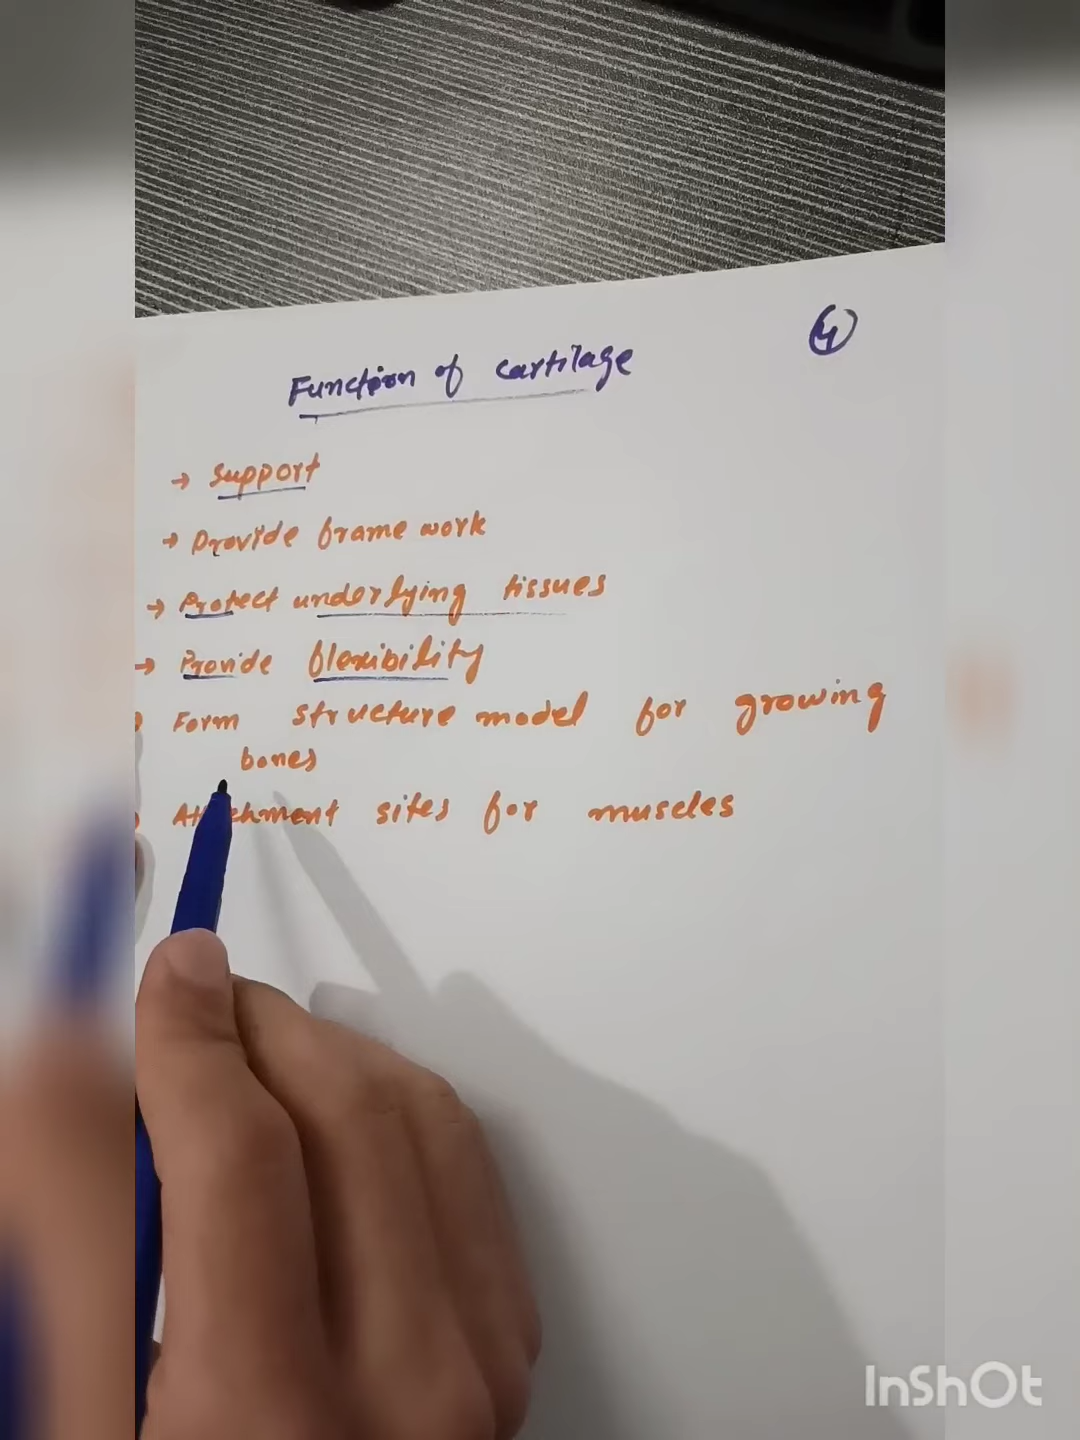 Function of cartilage
4
→ Support
→ Provide frame work
→ Protect underlying tissues
→ Provide flexibility
Form structure model for growing
bones
Attachment sites for muscles
InShOt